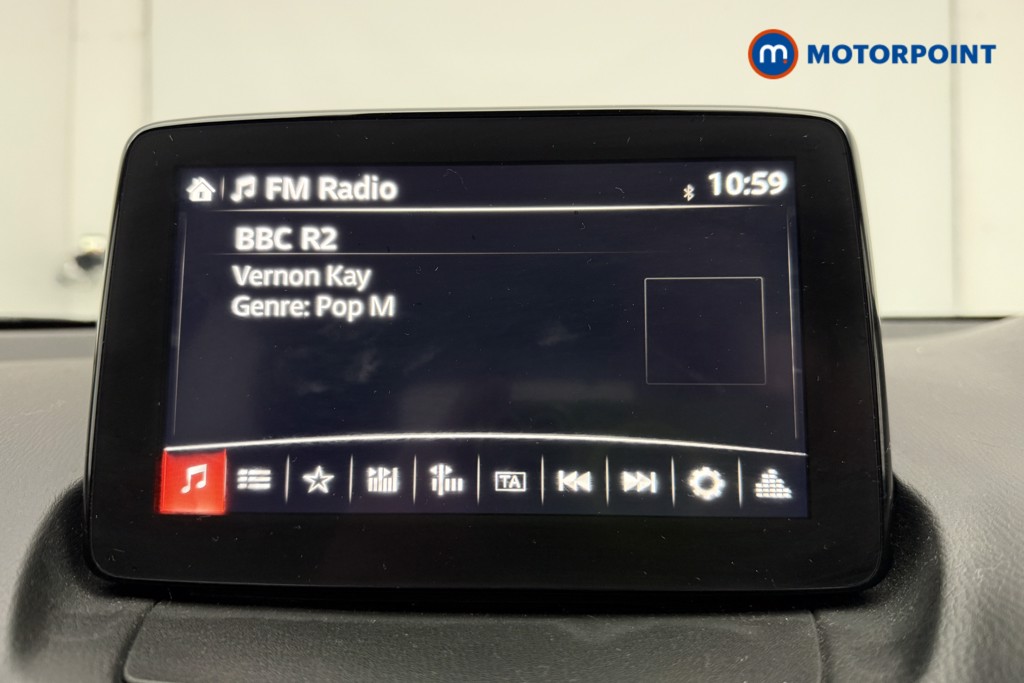 m MOTORPOINT
FM Radio 10:59
BBC R2
Vernon Kay
Genre: Pop M
TA